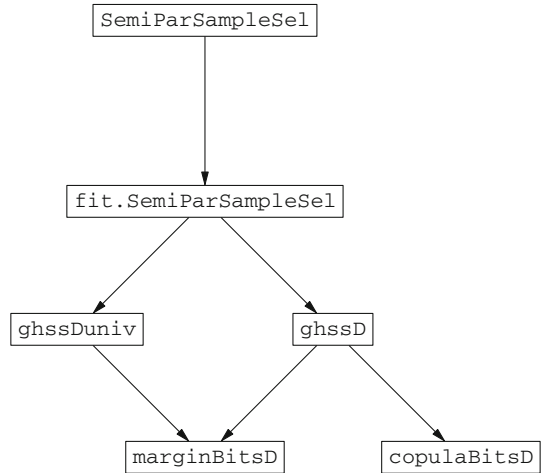 SemiParSampleSel
fit.SemiParSampleSel
ghssDuniv
ghssD
marginBitsD
copulaBitsD